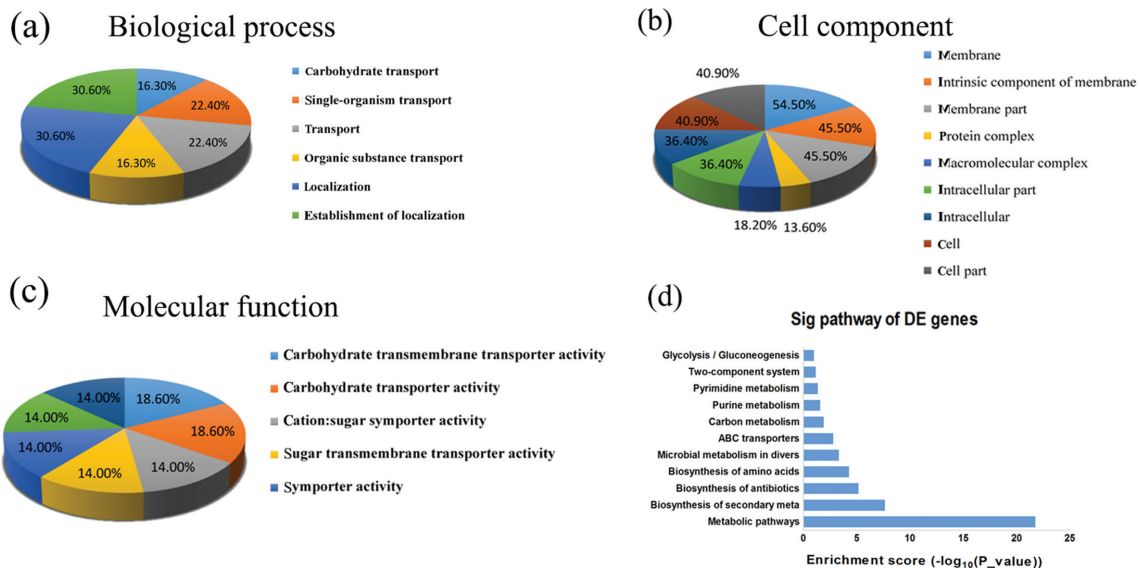 (a) Biological process
16.30%
22.40%
22.40%
16.30%
30.60%
30.60%
Carbohydrate transport
Single-organism transport
Transport
Organic substance transport
Localization
Establishment of localization
(b) Cell component
40.90%
54.50%
45.50%
45.50%
13.60%
18.20%
36.40%
36.40%
40.90%
Membrane
Intrinsic component of membrane
Membrane part
Protein complex
Macromolecular complex
Intracellular part
Intracellular
Cell
Cell part
(c) Molecular function
18.60%
18.60%
14.00%
14.00%
14.00%
14.00%
14.00%
Carbohydrate transmembrane transporter activity
Carbohydrate transporter activity
Cation:sugar symporter activity
Sugar transmembrane transporter activity
Symporter activity
(d)
Sig pathway of DE genes
Glycolysis / Gluconeogenesis
Two-component system
Pyrimidine metabolism
Purine metabolism
Carbon metabolism
ABC transporters
Microbial metabolism in divers
Biosynthesis of amino acids
Biosynthesis of antibiotics
Biosynthesis of secondary meta
Metabolic pathways
0 5 10 15 20 25
Enrichment score (-log10(P_value))